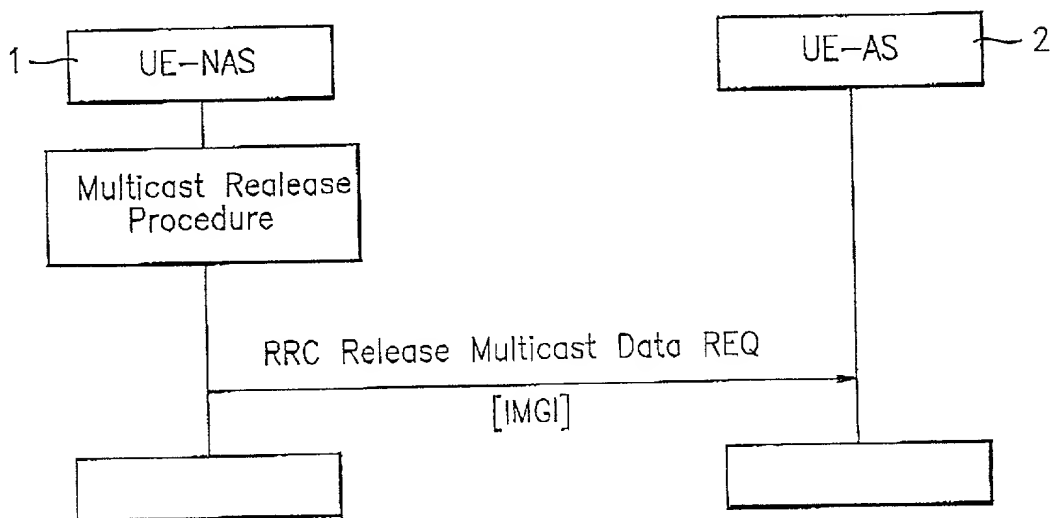 1
UE-NAS
UE-AS
2
Multicast Realease
Procedure
RRC Release Multicast Data REQ
[IMGI]